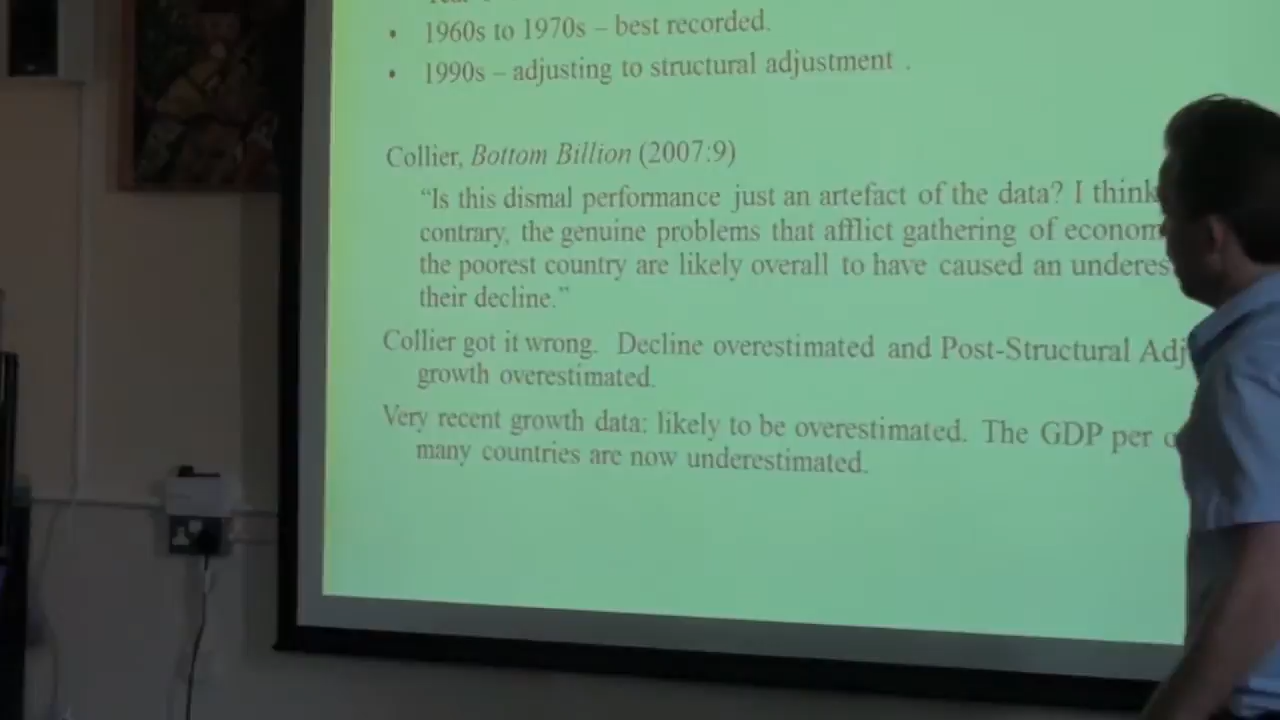 • 1960s to 1970s – best recorded.
• 1990s – adjusting to structural adjustment .
Collier, Bottom Billion (2007:9)
“Is this dismal performance just an artefact of the data? I think
contrary, the genuine problems that afflict gathering of econom
the poorest country are likely overall to have caused an underes
their decline.”
Collier got it wrong. Decline overestimated and Post-Structural Adj
growth overestimated.
Very recent growth data: likely to be overestimated. The GDP per
many countries are now underestimated.